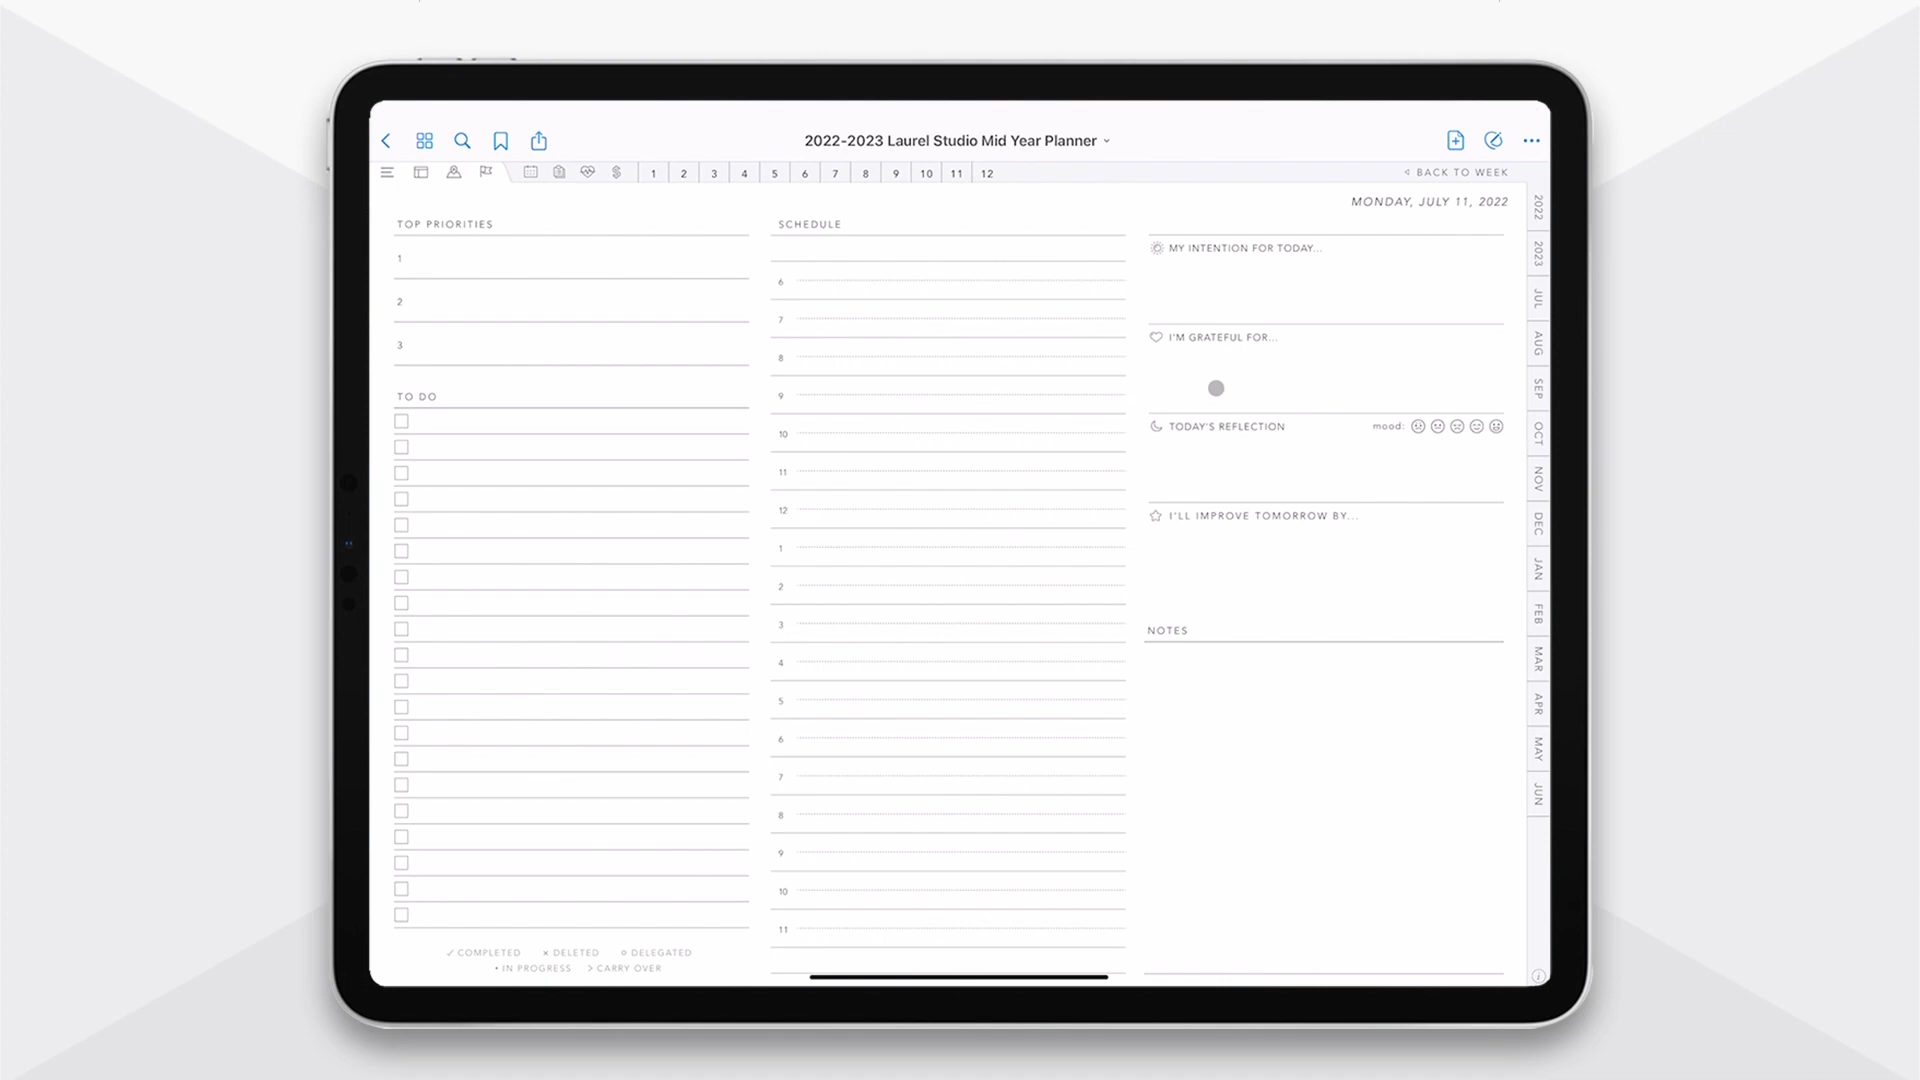 2022-2023 Laurel Studio Mid Year Planner
1 2 3 4 5 6 7 8 9 10 11 12
< BACK TO WEEK
MONDAY, JULY 11, 2022
TOP PRIORITIES
1
2
3
TO DO
✓ COMPLETED × DELETED ○ DELEGATED
• IN PROGRESS > CARRY OVER
SCHEDULE
6
7
8
9
10
11
12
1
2
3
4
5
6
7
8
9
10
11
MY INTENTION FOR TODAY...
I'M GRATEFUL FOR...
TODAY'S REFLECTION mood:
I'LL IMPROVE TOMORROW BY...
NOTES
2022
2023
JUL
AUG
SEP
OCT
NOV
DEC
JAN
FEB
MAR
APR
MAY
JUN